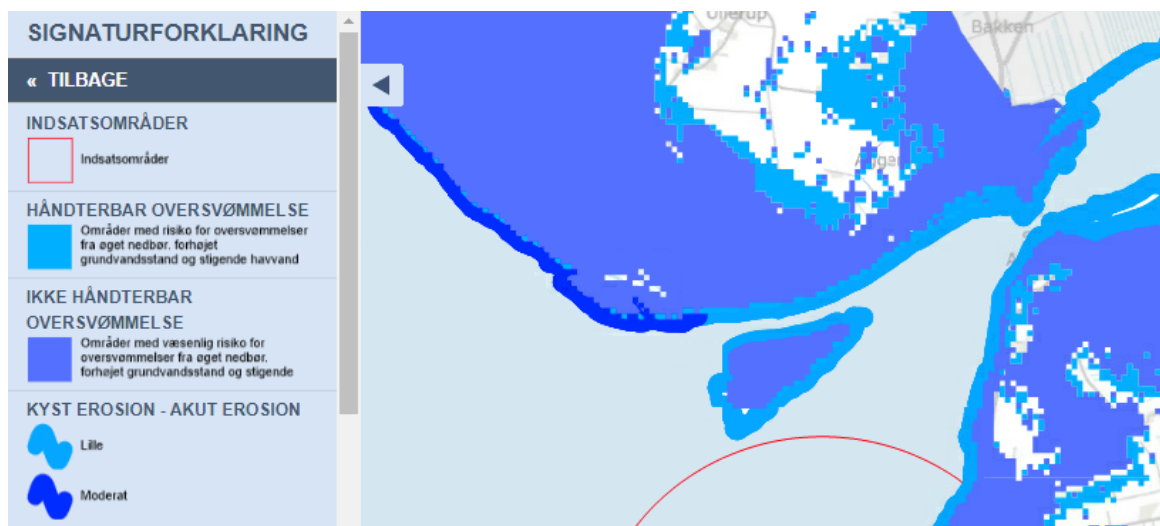 SIGNATURFORKLARING
« TILBAGE
INDSATSOMRÅDER
Indsatsområder
HÅNDTERBAR OVERSVØMMELSE
Områder med risiko for oversvømmelser
fra øget nedbør, forhøjet
grundvandsstand og stigende havvand
IKKE HÅNDTERBAR
OVERSVØMMELSE
Områder med væsenlig risiko for
oversvømmelser fra øget nedbør,
forhøjet grundvandsstand og stigende
KYST EROSION - AKUT EROSION
Lille
Moderat
Ullerup
Bakken